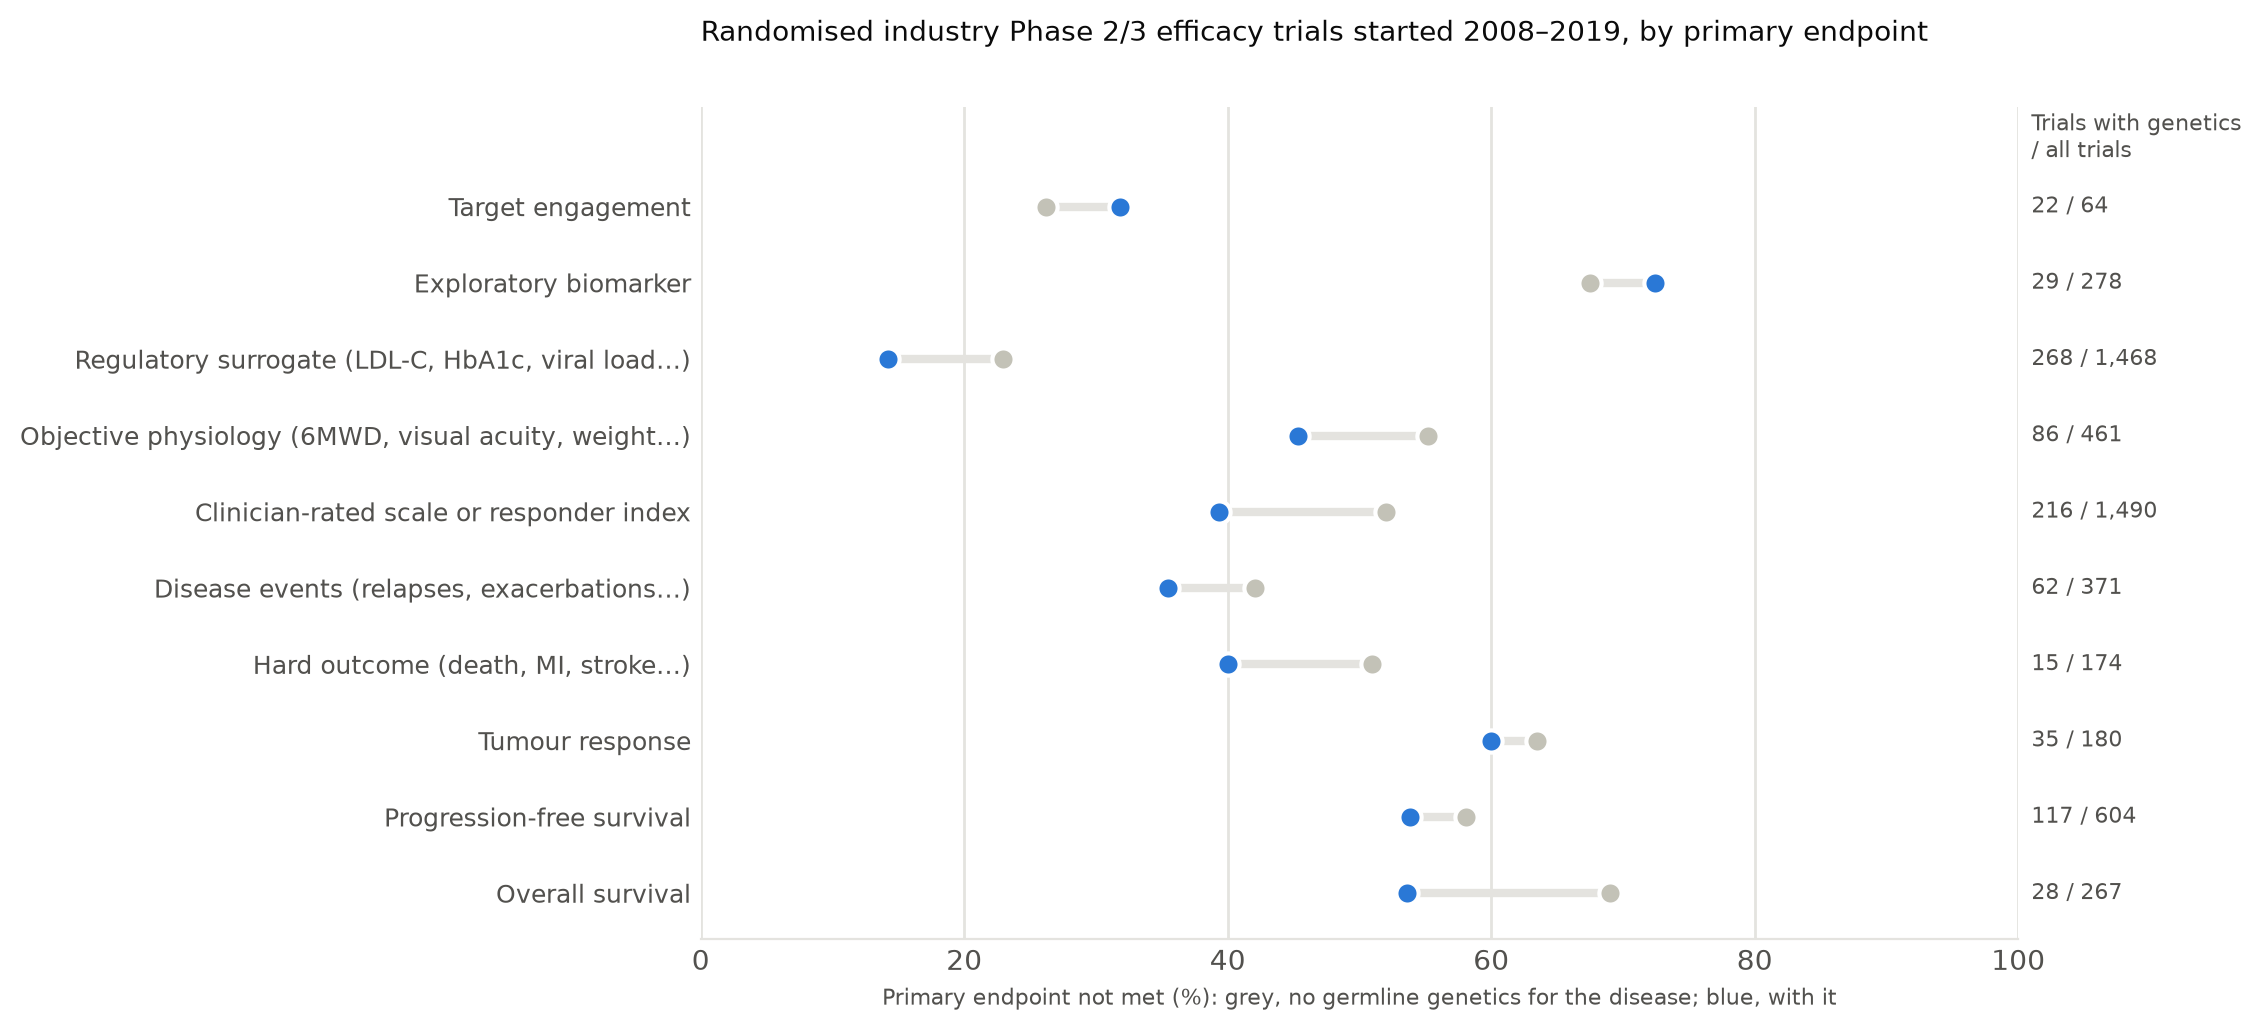 Randomised industry Phase 2/3 efficacy trials started 2008–2019, by primary endpoint
Trials with genetics
/ all trials
Target engagement
22 / 64
Exploratory biomarker
29 / 278
Regulatory surrogate (LDL-C, HbA1c, viral load…)
268 / 1,468
Objective physiology (6MWD, visual acuity, weight…)
86 / 461
Clinician-rated scale or responder index
216 / 1,490
Disease events (relapses, exacerbations…)
62 / 371
Hard outcome (death, MI, stroke…)
15 / 174
Tumour response
35 / 180
Progression-free survival
117 / 604
Overall survival
28 / 267
0 20 40 60 80 100
Primary endpoint not met (%): grey, no germline genetics for the disease; blue, with it